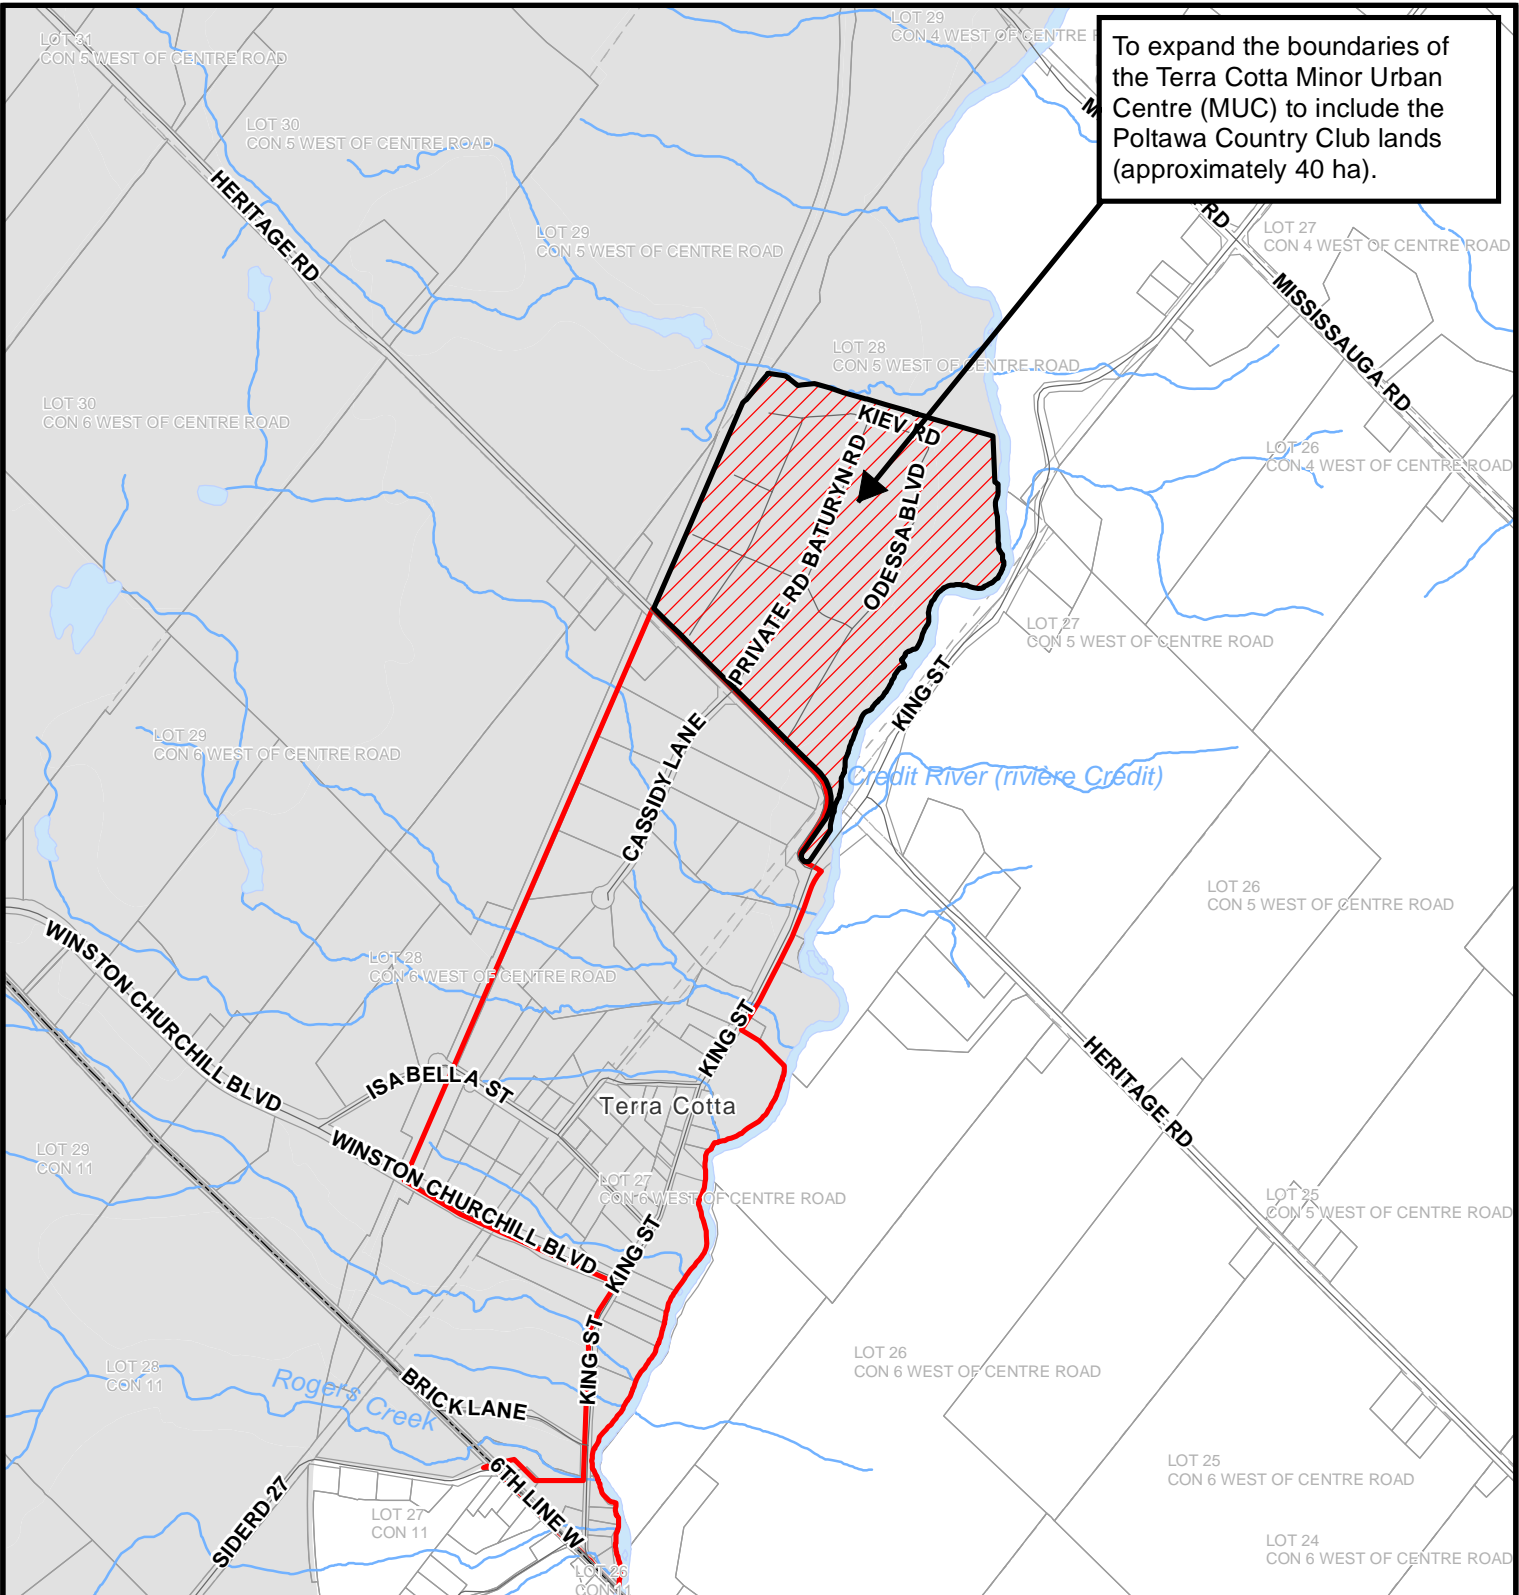 LOT 31
CON 5 WEST OF CENTRE ROAD
LOT 29
CON 4 WEST OF CENTRE
To expand the boundaries of
the Terra Cotta Minor Urban
Centre (MUC) to include the
Poltawa Country Club lands
(approximately 40 ha).
LOT 30
CON 5 WEST OF CENTRE ROAD
HERITAGE RD
LOT 29
CON 5 WEST OF CENTRE ROAD
RD
LOT 27
CON 4 WEST OF CENTRE ROAD
MISSISSAUGA RD
LOT 28
CON 5 WEST OF CENTRE ROAD
LOT 30
CON 6 WEST OF CENTRE ROAD
KIEV RD
LOT 26
CON 4 WEST OF CENTRE ROAD
PRIVATE RD BATURYN RD
ODESSA BLVD
LOT 27
CON 5 WEST OF CENTRE ROAD
KING ST
LOT 29
CON 6 WEST OF CENTRE ROAD
CASSIDY LANE
Credit River (rivière Crédit)
LOT 26
CON 5 WEST OF CENTRE ROAD
WINSTON CHURCHILL BLVD
LOT 28
CON 6 WEST OF CENTRE ROAD
KING ST
HERITAGE RD
ISABELLA ST
Terra Cotta
LOT 29
CON 11
WINSTON CHURCHILL BLVD
LOT 27
CON 6 WEST OF CENTRE ROAD
LOT 25
CON 5 WEST OF CENTRE ROAD
KING ST
KING ST
LOT 26
CON 6 WEST OF CENTRE ROAD
LOT 28
CON 11
Rogers Creek
BRICK LANE
LOT 25
CON 6 WEST OF CENTRE ROAD
6TH LINE W
SIDERD 27
LOT 27
CON 11
LOT 24
CON 6 WEST OF CENTRE ROAD
LOT 26
CON 11